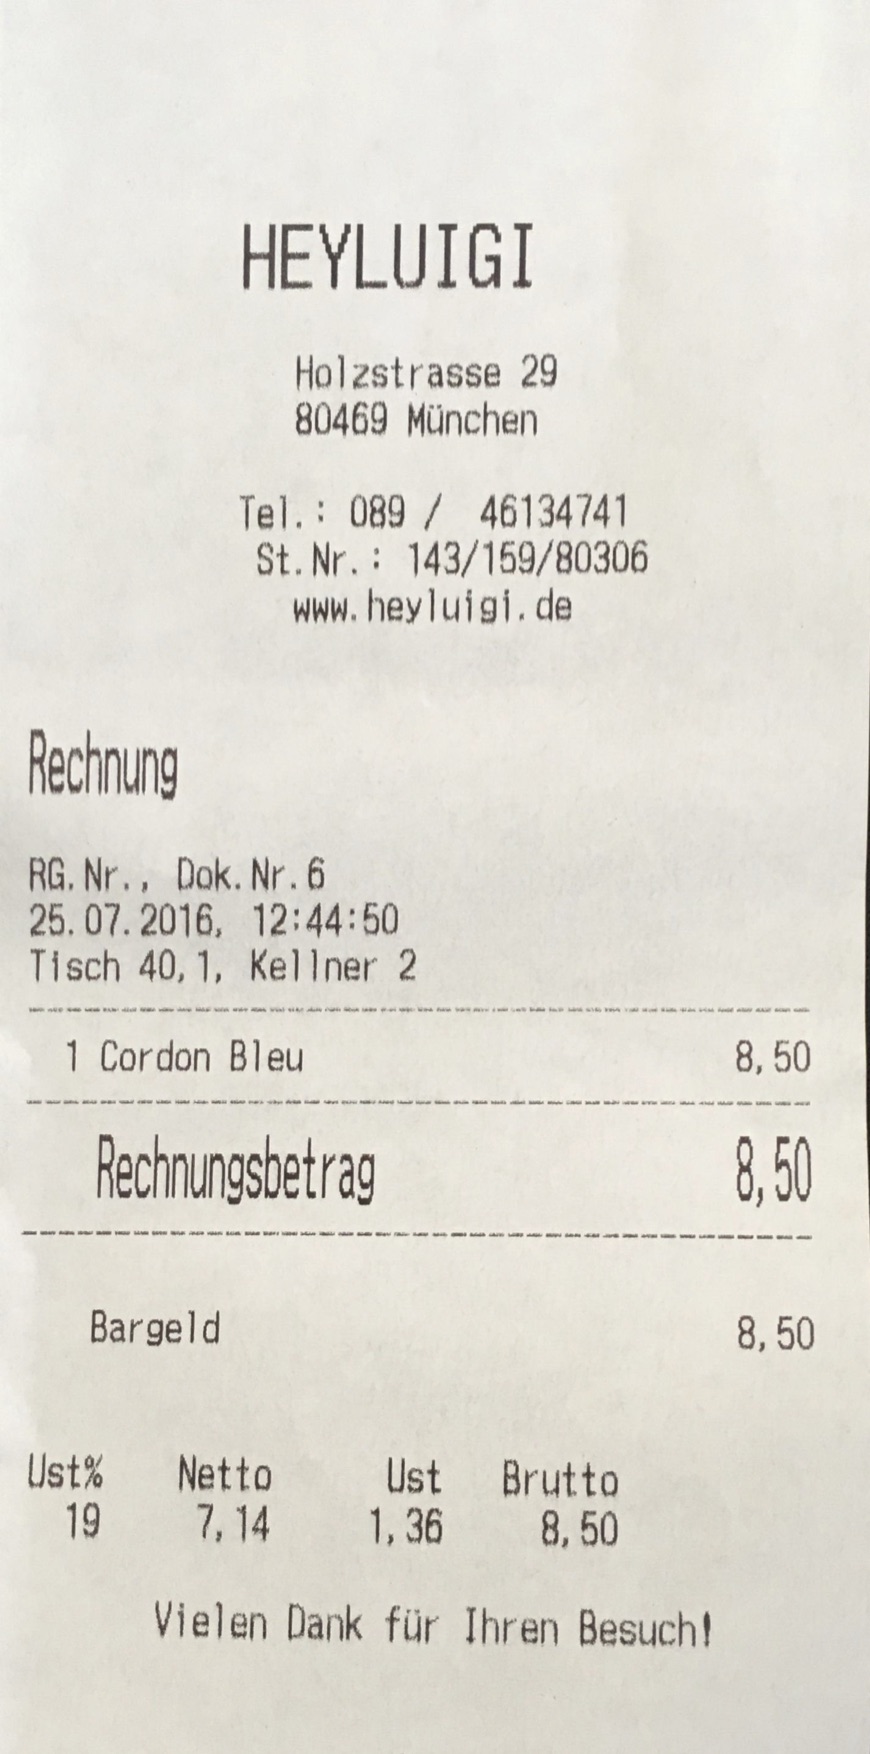 HEYLUIGI
Holzstrasse 29
80469 München
Tel.: 089 / 46134741
St.Nr.: 143/159/80306
www.heyluigi.de
Rechnung
RG.Nr., Dok.Nr.6
25.07.2016, 12:44:50
Tisch 40,1, Kellner 2
1 Cordon Bleu 8,50
Rechnungsbetrag 8,50
Bargeld 8,50
Ust% Netto Ust Brutto
19 7,14 1,36 8,50
Vielen Dank für Ihren Besuch!